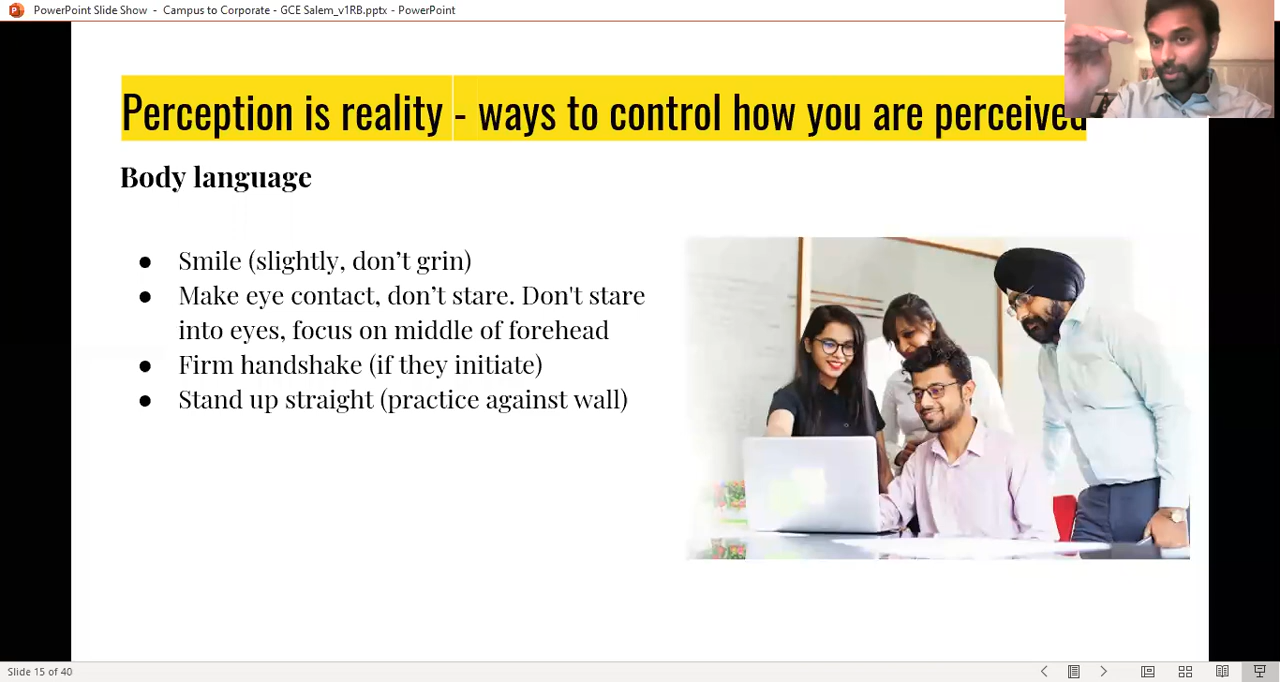 PowerPoint Slide Show - Campus to Corporate - GCE Salem_v1RB.pptx - PowerPoint
Perception is reality - ways to control how you are perceived
Body language
● Smile (slightly, don’t grin)
● Make eye contact, don’t stare. Don't stare
into eyes, focus on middle of forehead
● Firm handshake (if they initiate)
● Stand up straight (practice against wall)
Slide 15 of 40